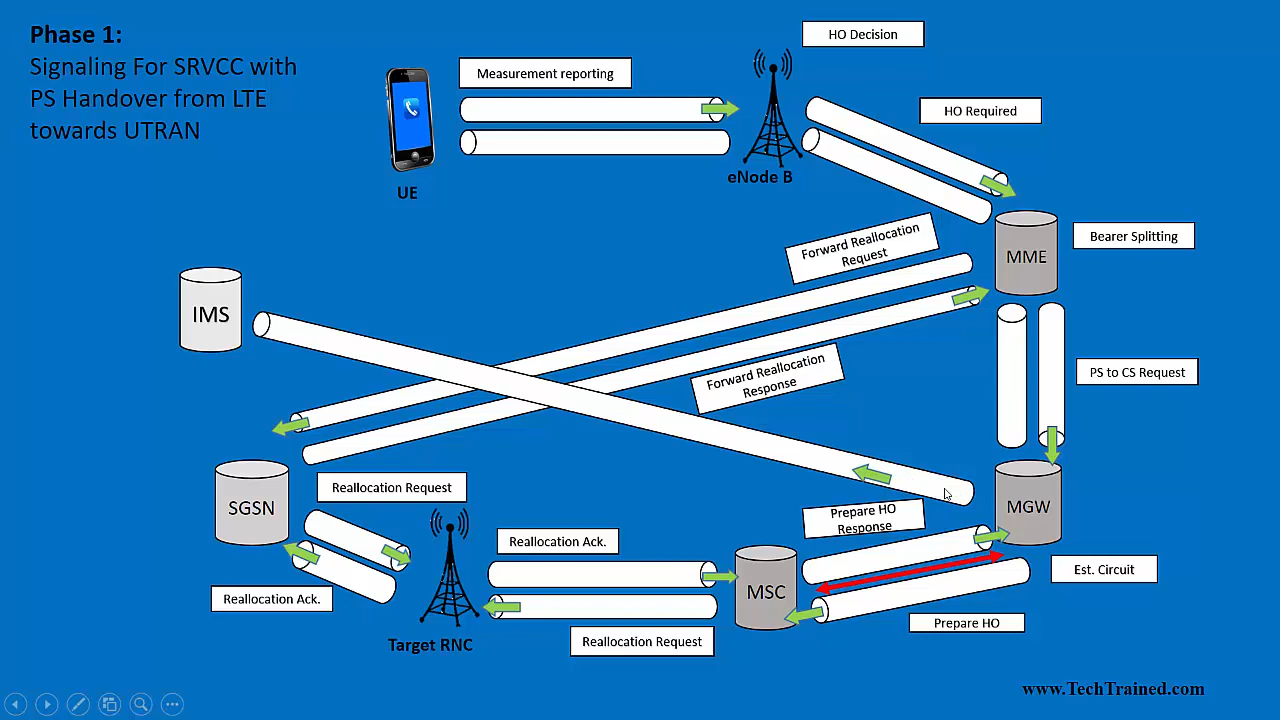 Phase 1:
Signaling For SRVCC with
PS Handover from LTE
towards UTRAN
HO Decision
Measurement reporting
HO Required
eNode B
UE
Forward Reallocation
Request
MME
Bearer Splitting
IMS
Forward Reallocation
Response
PS to CS Request
SGSN
Reallocation Request
Prepare HO
Response
MGW
Reallocation Ack.
MSC
Est. Circuit
Reallocation Ack.
Prepare HO
Target RNC
Reallocation Request
www.TechTrained.com